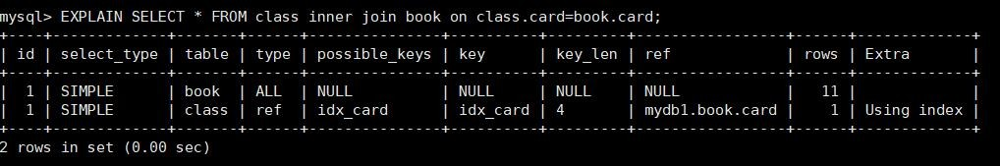 mysql> EXPLAIN SELECT * FROM class inner join book on class.card=book.card;
+----+-------------+-------+------+---------------+----------+---------+-----------------+------+-------------+
| id | select_type | table | type | possible_keys | key      | key_len | ref             | rows | Extra       |
+----+-------------+-------+------+---------------+----------+---------+-----------------+------+-------------+
|  1 | SIMPLE      | book  | ALL  | NULL          | NULL     | NULL    | NULL            |   11 |             |
|  1 | SIMPLE      | class | ref  | idx_card      | idx_card | 4       | mydb1.book.card |    1 | Using index |
+----+-------------+-------+------+---------------+----------+---------+-----------------+------+-------------+
2 rows in set (0.00 sec)